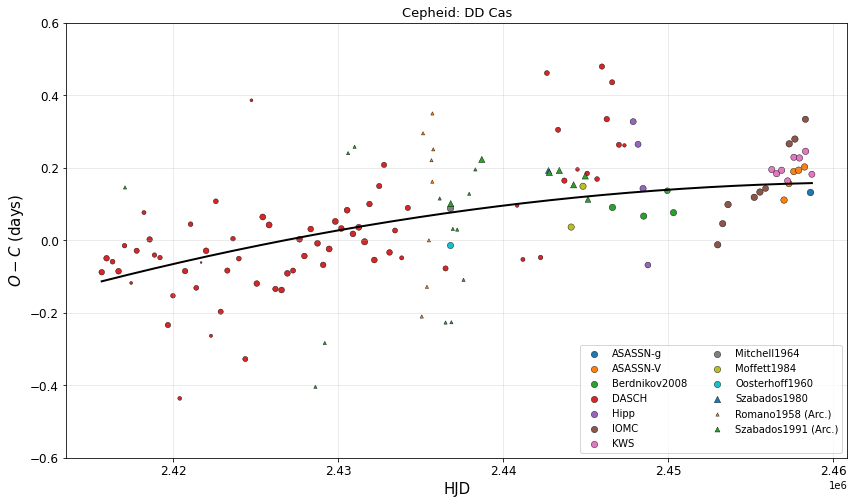 Cepheid: DD Cas
0.6
0.4
0.2
0.0
−0.2
−0.4
−0.6
O − C (days)
ASASSN-g
ASASSN-V
Berdnikov2008
DASCH
Hipp
IOMC
KWS
Mitchell1964
Moffett1984
Oosterhoff1960
Szabados1980
Romano1958 (Arc.)
Szabados1991 (Arc.)
2.42 2.43 2.44 2.45 2.46
1e6
HJD